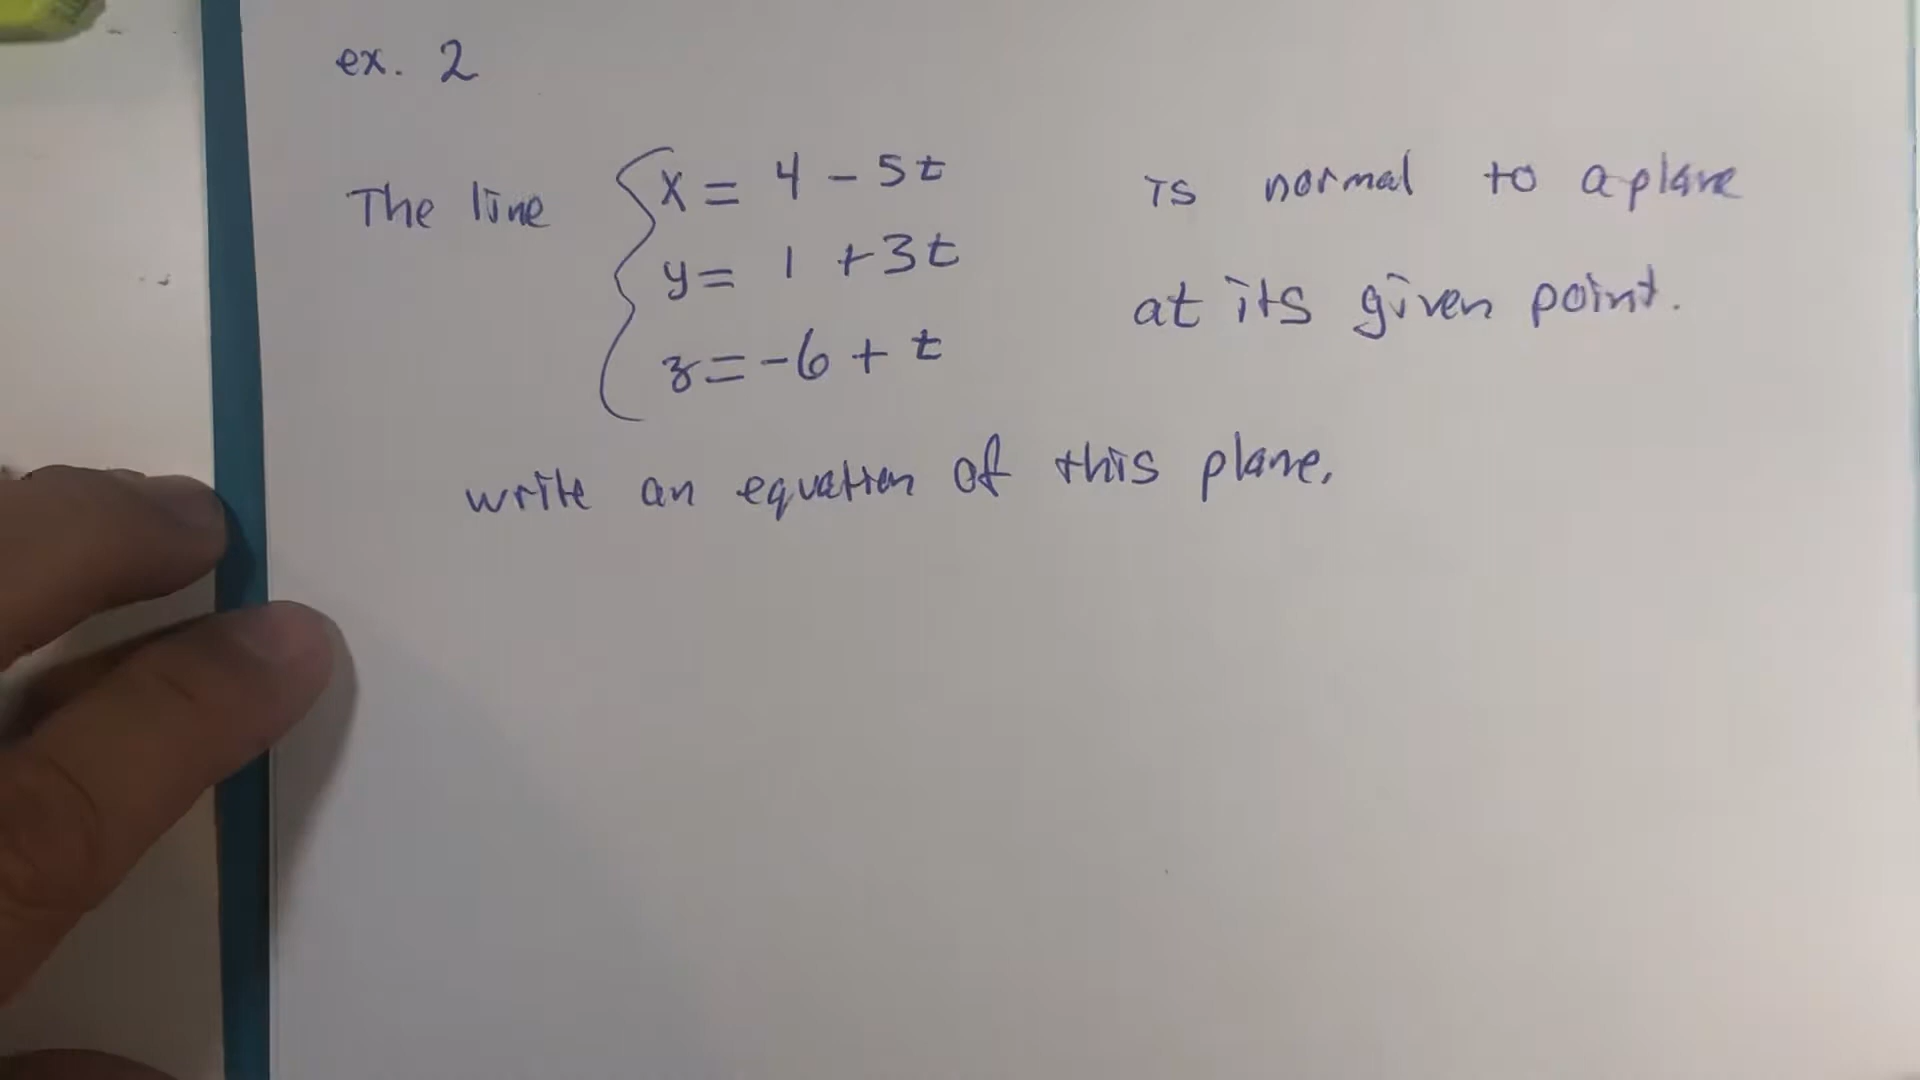 ex. 2
The line { x = 4 - 5t is normal to a plane
y = 1 + 3t
at its given point.
z = -6 + t
write an equation of this plane.